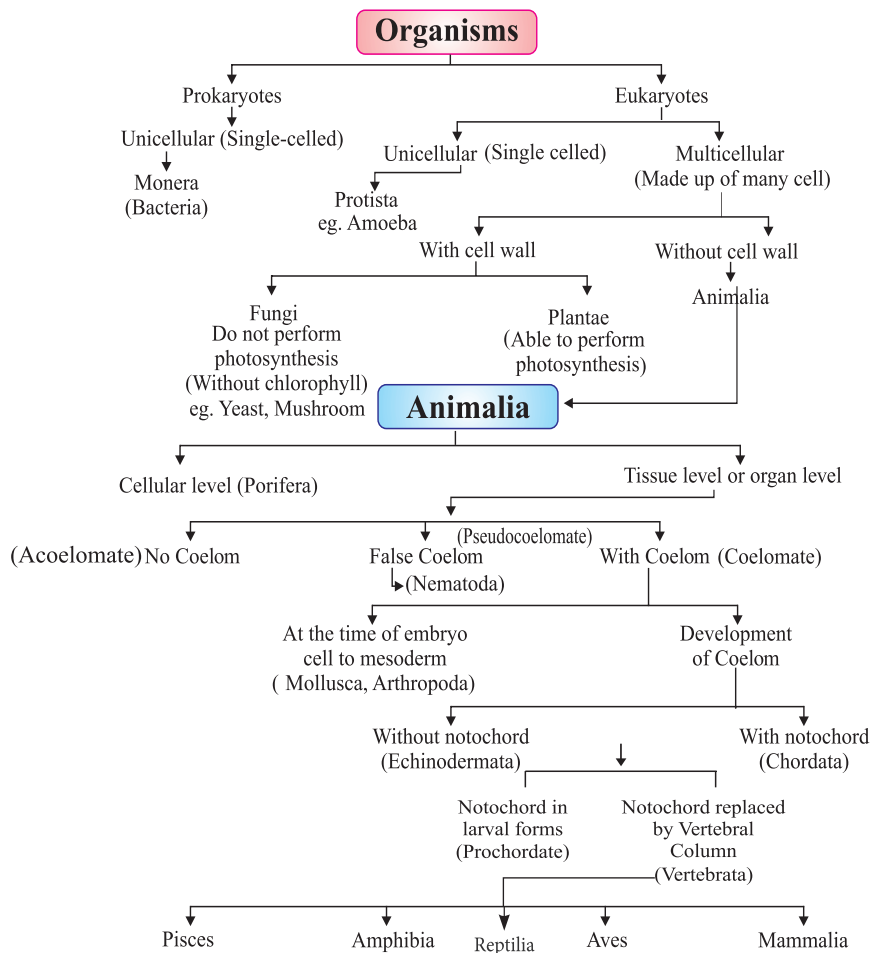 Organisms
Prokaryotes
Eukaryotes
Unicellular (Single-celled)
Unicellular (Single celled)
Multicellular
(Made up of many cell)
Monera
(Bacteria)
Protista
eg. Amoeba
With cell wall
Without cell wall
Animalia
Fungi
Do not perform
photosynthesis
(Without chlorophyll)
eg. Yeast, Mushroom
Plantae
(Able to perform
photosynthesis)
Animalia
Cellular level (Porifera)
Tissue level or organ level
(Acoelomate) No Coelom
False Coelom
(Pseudocoelomate)
With Coelom (Coelomate)
(Nematoda)
At the time of embryo
cell to mesoderm
( Mollusca, Arthropoda)
Development
of Coelom
Without notochord
(Echinodermata)
With notochord
(Chordata)
Notochord in
larval forms
(Prochordate)
Notochord replaced
by Vertebral
Column
(Vertebrata)
Pisces
Amphibia
Reptilia
Aves
Mammalia